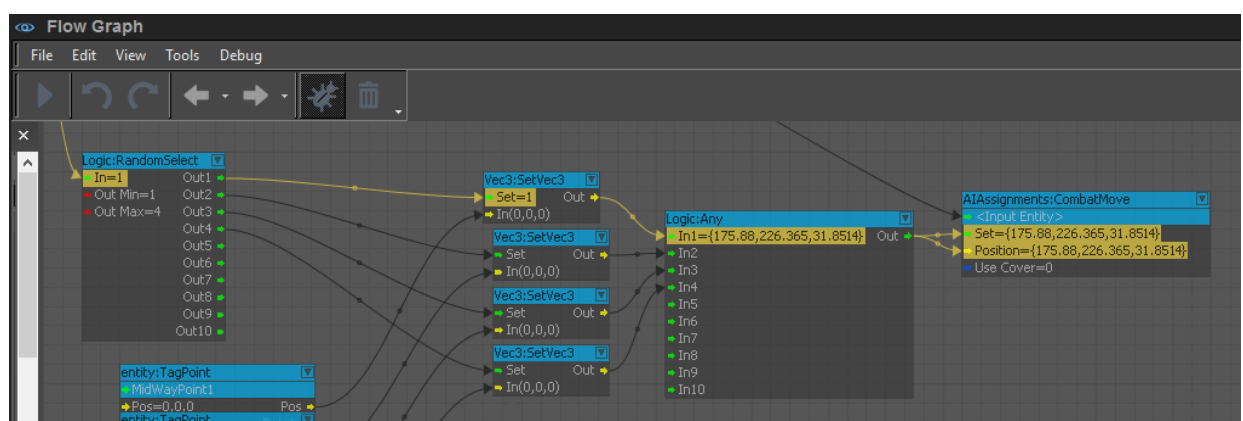 Flow Graph
File Edit View Tools Debug
Logic:RandomSelect
In=1 Out1
Out Min=1 Out2
Out Max=4 Out3
Out4
Out5
Out6
Out7
Out8
Out9
Out10
entity:TagPoint
MidWayPoint1
Pos=0,0,0 Pos
entity:TagPoint
Vec3:SetVec3
Set=1 Out
In(0,0,0)
Vec3:SetVec3
Set Out
In(0,0,0)
Vec3:SetVec3
Set Out
In(0,0,0)
Vec3:SetVec3
Set Out
In(0,0,0)
Logic:Any
In1={175.88,226.365,31.8514} Out
In2
In3
In4
In5
In6
In7
In8
In9
In10
AIAssignments:CombatMove
<Input Entity>
Set={175.88,226.365,31.8514}
Position={175.88,226.365,31.8514}
Use Cover=0